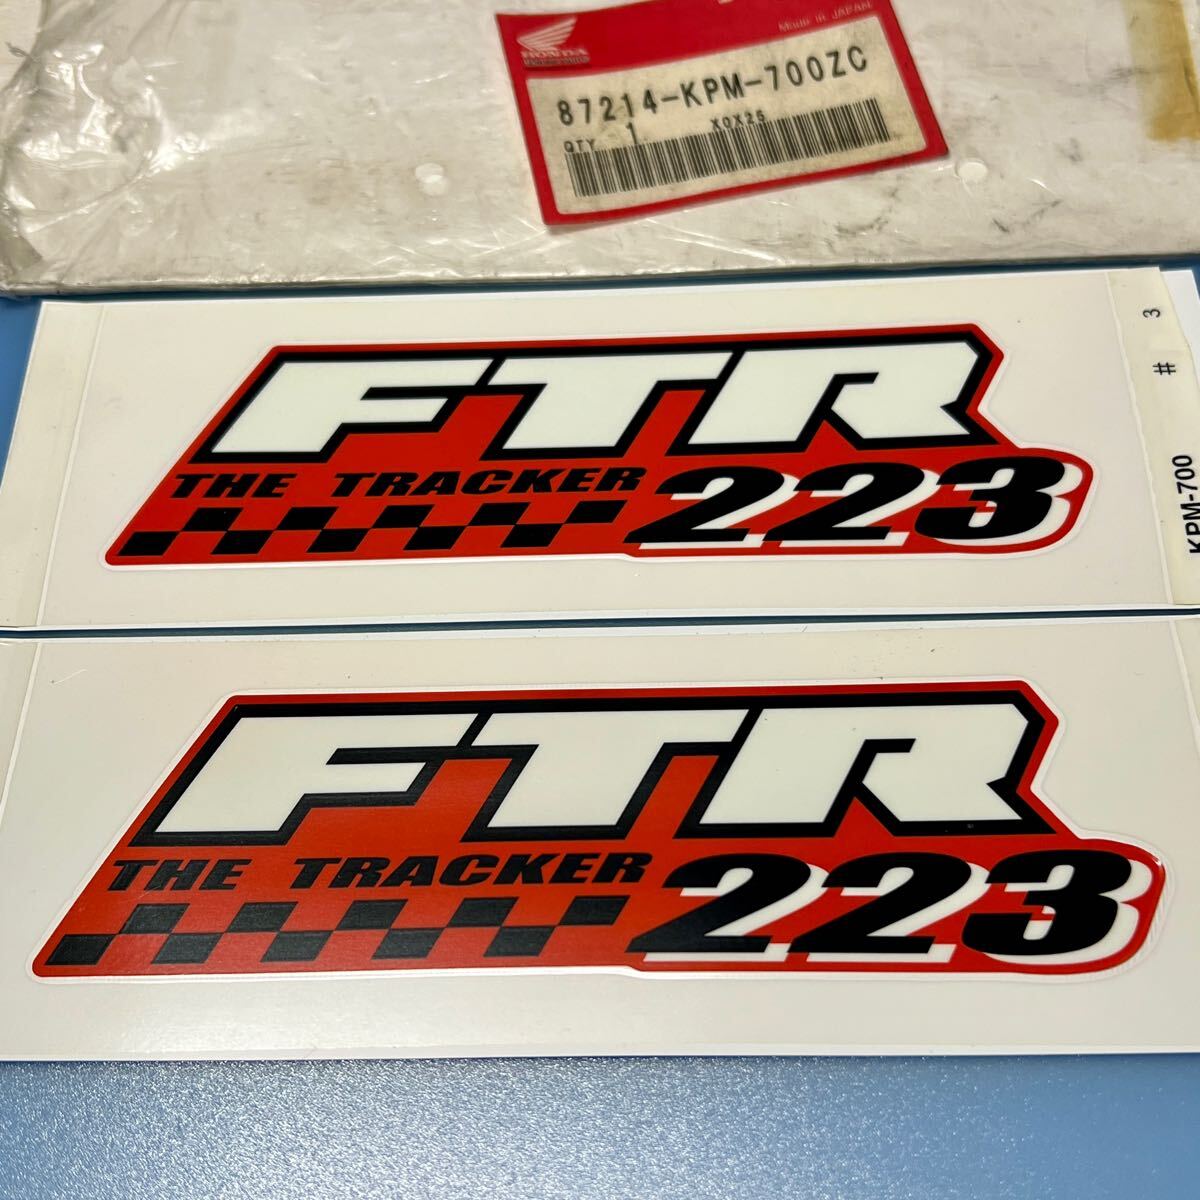 Made in JAPAN
HONDA
87214-KPM-700ZC
QTY 1 X0X26
FTR
THE TRACKER 223
KPM-700 # 3
FTR
THE TRACKER 223